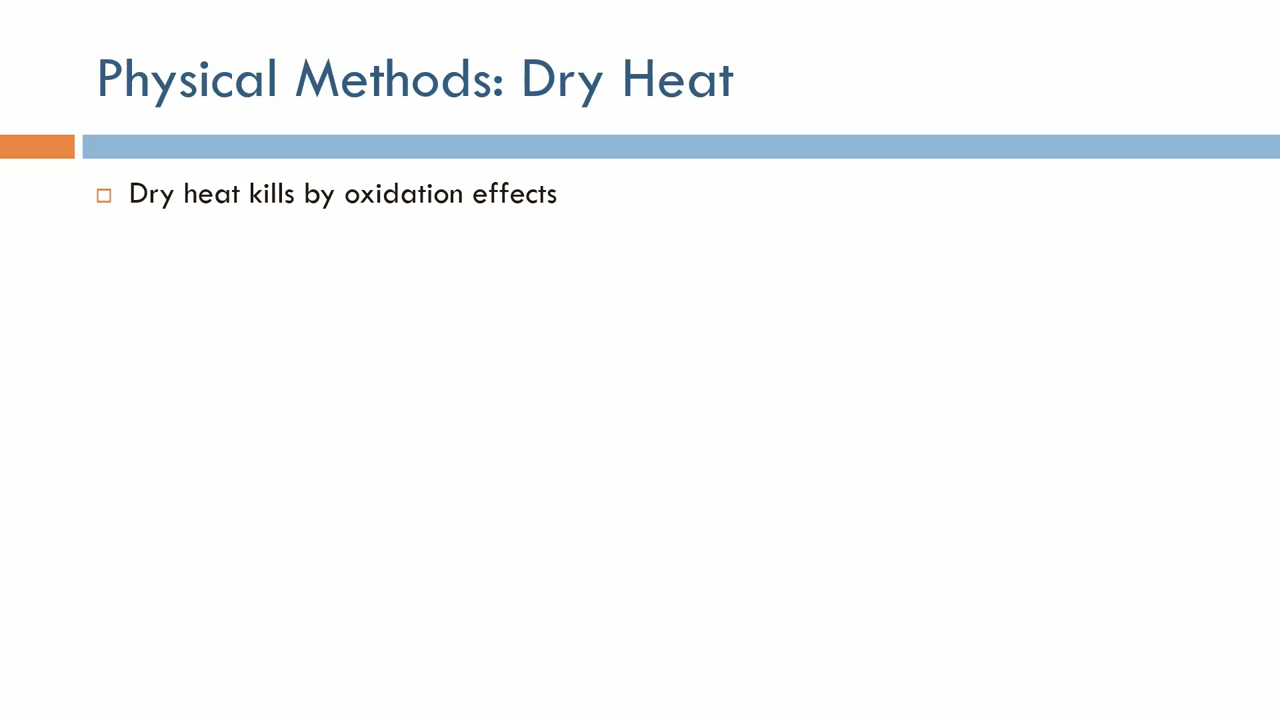 Physical Methods: Dry Heat
Dry heat kills by oxidation effects